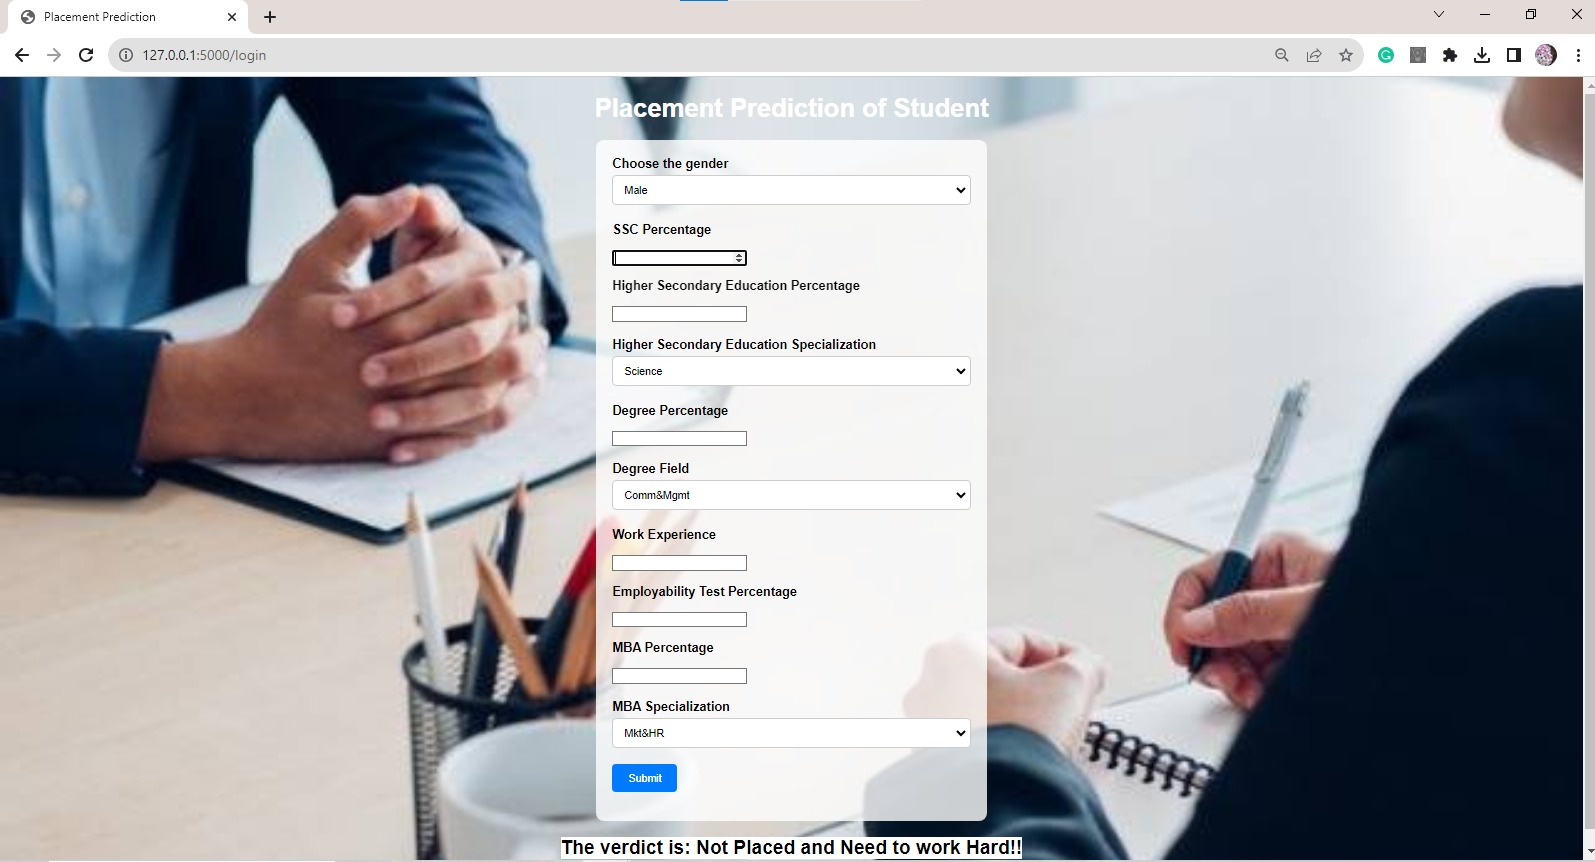 Placement Prediction
127.0.0.1:5000/login
Placement Prediction of Student
Choose the gender
Male
SSC Percentage
Higher Secondary Education Percentage
Higher Secondary Education Specialization
Science
Degree Percentage
Degree Field
Comm&Mgmt
Work Experience
Employability Test Percentage
MBA Percentage
MBA Specialization
Mkt&HR
Submit
The verdict is: Not Placed and Need to work Hard!!